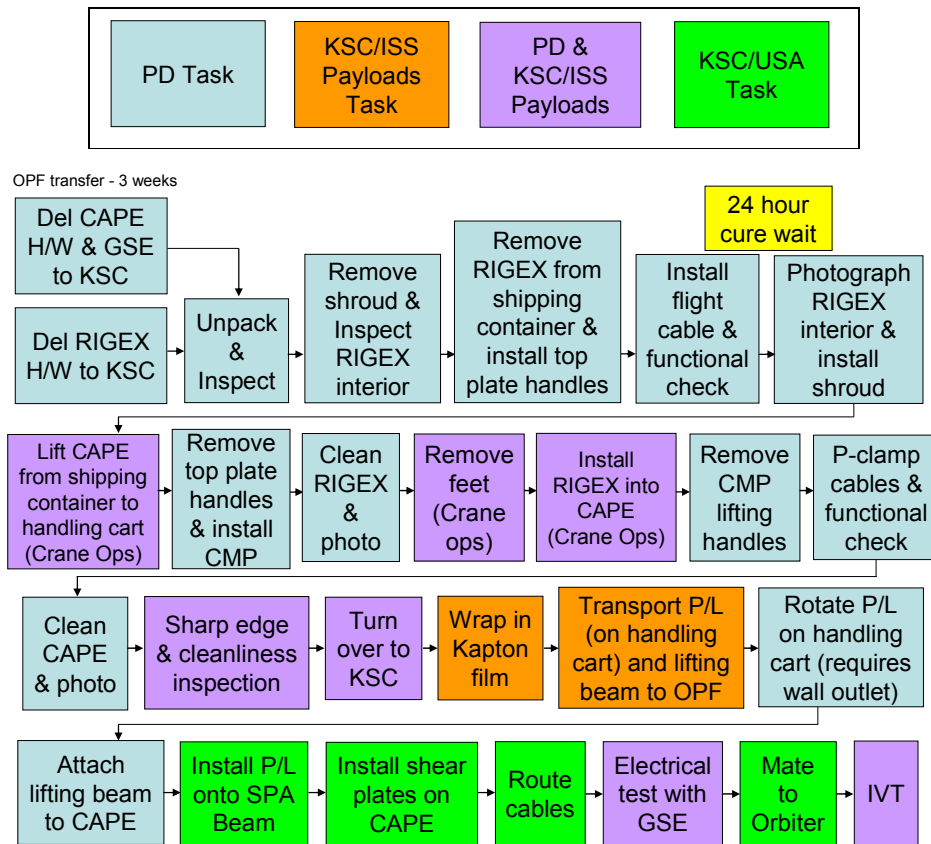 PD Task
KSC/ISS
Payloads
Task
PD &
KSC/ISS
Payloads
KSC/USA
Task
OPF transfer - 3 weeks
Del CAPE
H/W & GSE
to KSC
Del RIGEX
H/W to KSC
Unpack
&
Inspect
Remove
shroud &
Inspect
RIGEX
interior
Remove
RIGEX from
shipping
container &
install top
plate handles
24 hour
cure wait
Install
flight
cable &
functional
check
Photograph
RIGEX
interior &
install
shroud
Lift CAPE
from shipping
container to
handling cart
(Crane Ops)
Remove
top plate
handles
& install
CMP
Clean
RIGEX
&
photo
Remove
feet
(Crane
ops)
Install
RIGEX into
CAPE
(Crane Ops)
Remove
CMP
lifting
handles
P-clamp
cables &
functional
check
Clean
CAPE
& photo
Sharp edge
& cleanliness
inspection
Turn
over to
KSC
Wrap in
Kapton
film
Transport P/L
(on handling
cart) and lifting
beam to OPF
Rotate P/L
on handling
cart (requires
wall outlet)
Attach
lifting beam
to CAPE
Install P/L
onto SPA
Beam
Install shear
plates on
CAPE
Route
cables
Electrical
test with
GSE
Mate
to
Orbiter
IVT